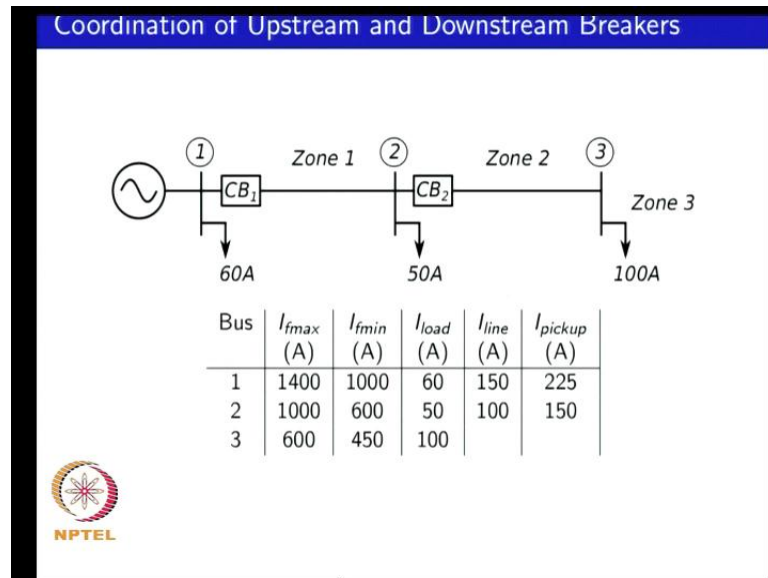 Coordination of Upstream and Downstream Breakers
1 Zone 1 2 Zone 2 3
CB1 CB2
Zone 3
60A 50A 100A
Bus Ifmax Ifmin Iload Iline Ipickup
(A) (A) (A) (A) (A)
1 1400 1000 60 150 225
2 1000 600 50 100 150
3 600 450 100
NPTEL